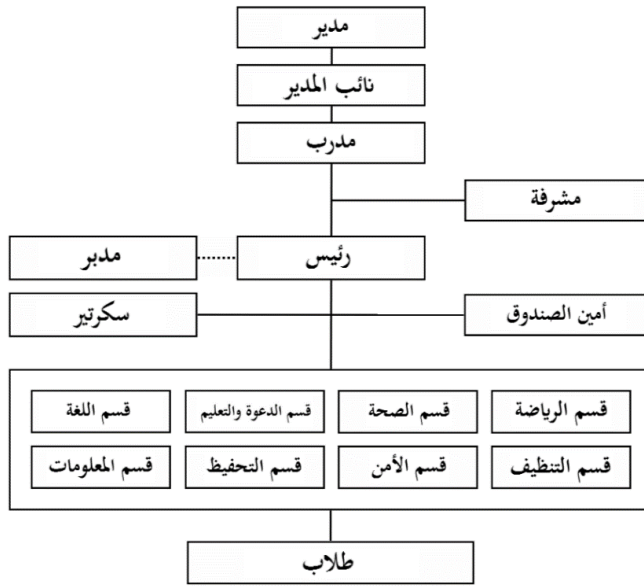 مدير
نائب المدير
مدرب
مشرفة
رئيس
مدبر
أمين الصندوق
سكرتير
قسم الرياضة
قسم الصحة
قسم الدعوة والتعليم
قسم اللغة
قسم التنظيف
قسم الأمن
قسم التحفيظ
قسم المعلومات
طلاب